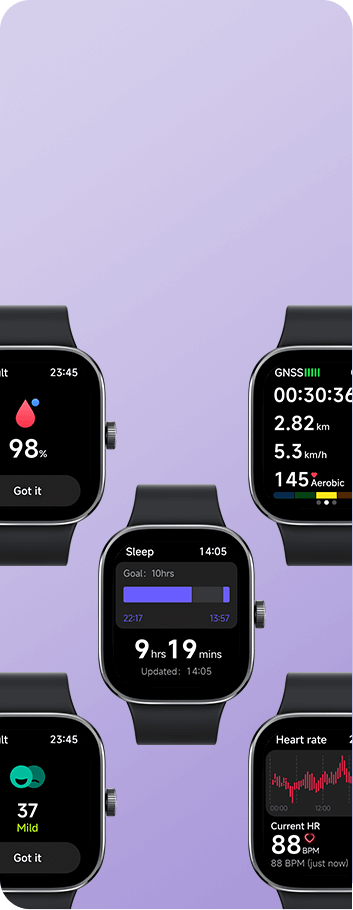 lt 23:45
98%
Got it
GNSS
00:30:36
2.82 km
5.3 km/h
145 Aerobic
Sleep 14:05
Goal: 10hrs
22:17 13:57
9 hrs 19 mins
Updated: 14:05
lt 23:45
37
Mild
Got it
Heart rate 2
00:00 12:00
Current HR
88 BPM
88 BPM (just now)